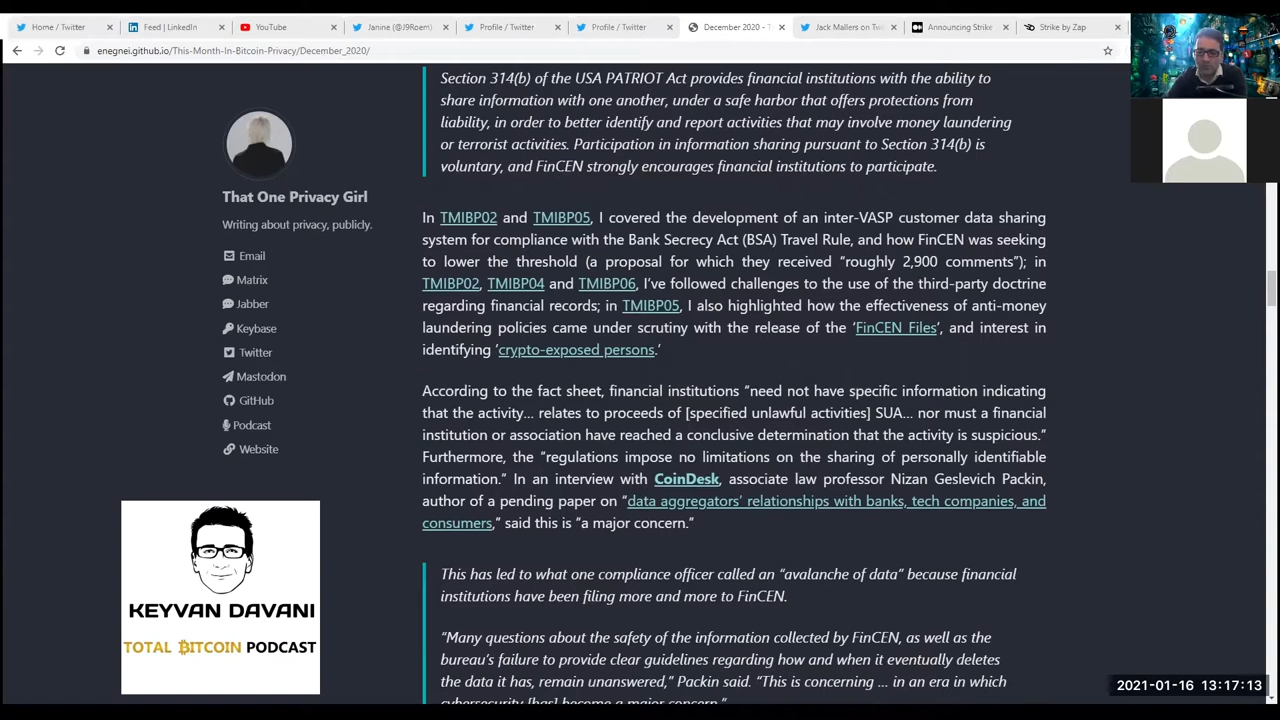 Home / Twitter
Feed | LinkedIn
YouTube
Janine (@J9Roem)
Profile / Twitter
Profile / Twitter
December 2020 - T
Jack Mallers on Tw
Announcing Strike
Strike by Zap
enegnei.github.io/This-Month-In-Bitcoin-Privacy/December_2020/
Section 314(b) of the USA PATRIOT Act provides financial institutions with the ability to
share information with one another, under a safe harbor that offers protections from
liability, in order to better identify and report activities that may involve money laundering
or terrorist activities. Participation in information sharing pursuant to Section 314(b) is
voluntary, and FinCEN strongly encourages financial institutions to participate.
That One Privacy Girl
Writing about privacy, publicly.
Email
Matrix
Jabber
Keybase
Twitter
Mastodon
GitHub
Podcast
Website
In TMIBP02 and TMIBP05, I covered the development of an inter-VASP customer data sharing
system for compliance with the Bank Secrecy Act (BSA) Travel Rule, and how FinCEN was seeking
to lower the threshold (a proposal for which they received “roughly 2,900 comments”); in
TMIBP02, TMIBP04 and TMIBP06, I’ve followed challenges to the use of the third-party doctrine
regarding financial records; in TMIBP05, I also highlighted how the effectiveness of anti-money
laundering policies came under scrutiny with the release of the ‘FinCEN Files’, and interest in
identifying ‘crypto-exposed persons.’
According to the fact sheet, financial institutions “need not have specific information indicating
that the activity… relates to proceeds of [specified unlawful activities] SUA… nor must a financial
institution or association have reached a conclusive determination that the activity is suspicious.”
Furthermore, the “regulations impose no limitations on the sharing of personally identifiable
information.” In an interview with CoinDesk, associate law professor Nizan Geslevich Packin,
author of a pending paper on “data aggregators’ relationships with banks, tech companies, and
consumers,” said this is “a major concern.”
This has led to what one compliance officer called an “avalanche of data” because financial
institutions have been filing more and more to FinCEN.
“Many questions about the safety of the information collected by FinCEN, as well as the
bureau’s failure to provide clear guidelines regarding how and when it eventually deletes
the data it has, remain unanswered,” Packin said. “This is concerning … in an era in which
cybersecurity [has] become a major concern.”
KEYVAN DAVANI
TOTAL BITCOIN PODCAST
2021-01-16 13:17:13